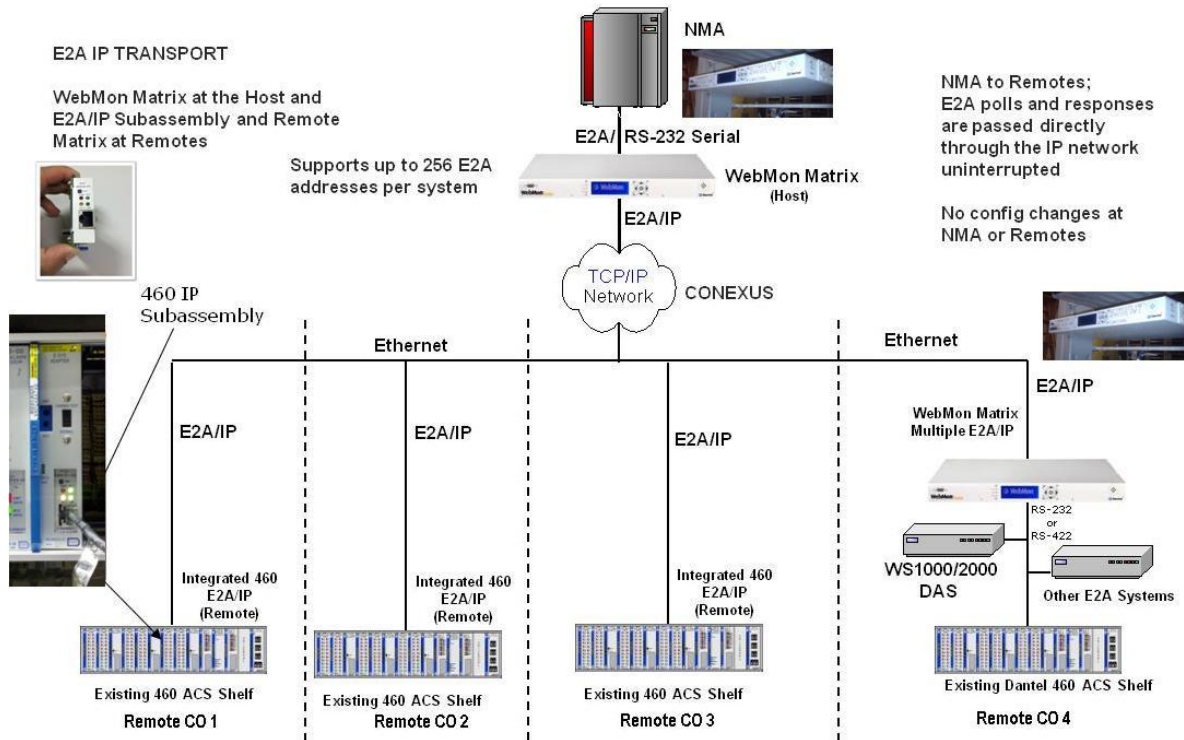 E2A IP TRANSPORT
WebMon Matrix at the Host and
E2A/IP Subassembly and Remote
Matrix at Remotes
NMA
E2A/ RS-232 Serial
Supports up to 256 E2A
addresses per system
WebMon Matrix
(Host)
E2A/IP
NMA to Remotes;
E2A polls and responses
are passed directly
through the IP network
uninterrupted
No config changes at
NMA or Remotes
TCP/IP
Network
CONEXUS
460 IP
Subassembly
Ethernet
Ethernet
E2A/IP
E2A/IP
E2A/IP
E2A/IP
WebMon Matrix
Multiple E2A/IP
WebMon
RS-232
or
RS-422
WS1000/2000
DAS
Other E2A Systems
Integrated 460
E2A/IP
(Remote)
Integrated 460
E2A/IP
(Remote)
Integrated 460
E2A/IP
(Remote)
Existing 460 ACS Shelf
Existing 460 ACS Shelf
Existing 460 ACS Shelf
Existing Dantel 460 ACS Shelf
Remote CO 1
Remote CO 2
Remote CO 3
Remote CO 4